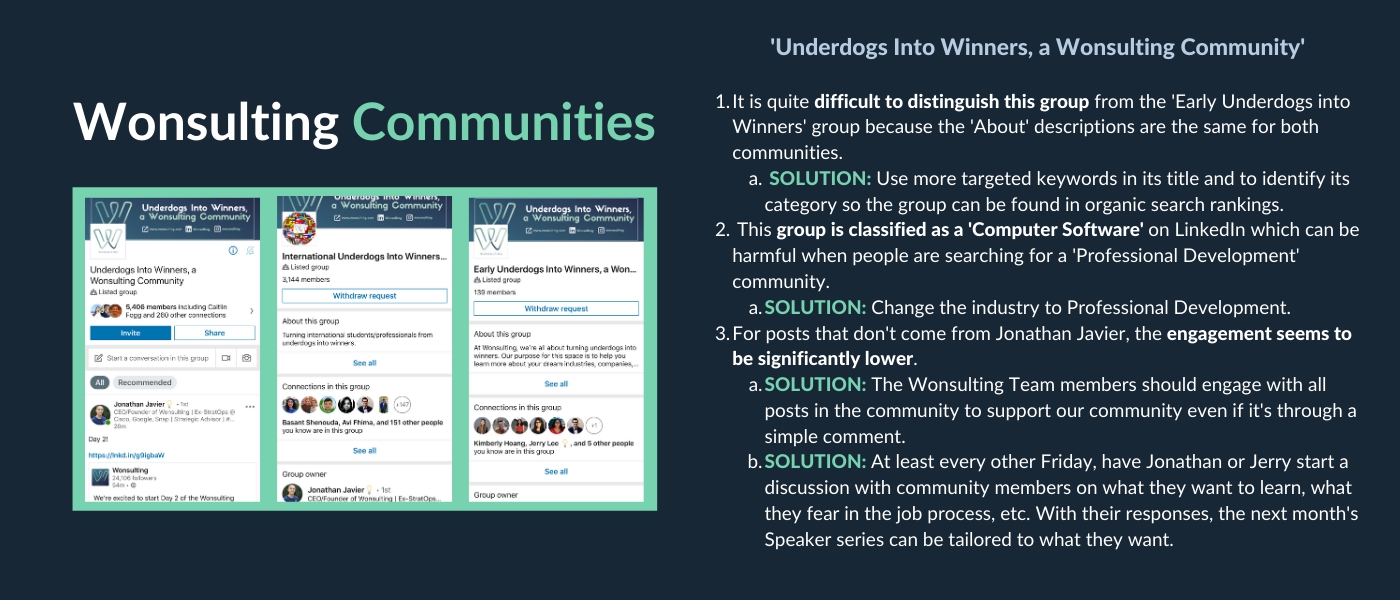 Wonsulting Communities
Underdogs Into Winners,
a Wonsulting Community
Underdogs Into Winners, a
Wonsulting Community
Listed group
5,406 members including Caitlin
Fogg and 260 other connections
Invite
Share
Start a conversation in this group
All
Recommended
Jonathan Javier 💡 • 1st
CEO/Founder of Wonsulting | Ex-StratOps @
Cisco, Google, Snap | Strategic Advisor | #...
20m
Day 2!
https://lnkd.in/g9igbaW
Wonsulting
24,106 followers
54m •
We're excited to start Day 2 of the Wonsulting
Underdogs Into Winners,
a Wonsulting Community
International Underdogs Into Winners...
Listed group
3,144 members
Withdraw request
About this group
Turning international students/professionals from
underdogs into winners.
See all
Connections in this group
+147
Basant Shenouda, Avi Fhima, and 151 other people
you know are in this group
See all
Group owner
Jonathan Javier 💡 • 1st
CEO/Founder of Wonsulting | Ex-StratOps...
Underdogs Into Winners,
a Wonsulting Community
Early Underdogs Into Winners, a Won...
Listed group
139 members
Withdraw request
About this group
At Wonsulting, we're all about turning underdogs into
winners. Our purpose for this space is to help you
learn more about your dream industries, companies,...
See all
Connections in this group
+1
Kimberly Hoang, Jerry Lee 💡, and 5 other people
you know are in this group
See all
Group owner
'Underdogs Into Winners, a Wonsulting Community'
1. It is quite difficult to distinguish this group from the 'Early Underdogs into
Winners' group because the 'About' descriptions are the same for both
communities.
a. SOLUTION: Use more targeted keywords in its title and to identify its
category so the group can be found in organic search rankings.
2. This group is classified as a 'Computer Software' on LinkedIn which can be
harmful when people are searching for a 'Professional Development'
community.
a. SOLUTION: Change the industry to Professional Development.
3. For posts that don't come from Jonathan Javier, the engagement seems to
be significantly lower.
a. SOLUTION: The Wonsulting Team members should engage with all
posts in the community to support our community even if it's through a
simple comment.
b. SOLUTION: At least every other Friday, have Jonathan or Jerry start a
discussion with community members on what they want to learn, what
they fear in the job process, etc. With their responses, the next month's
Speaker series can be tailored to what they want.